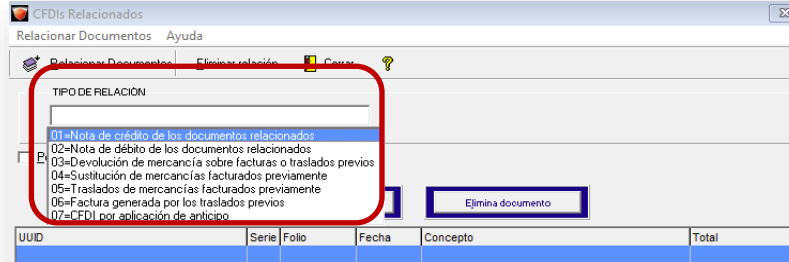 CFDIs Relacionados
Relacionar Documentos Ayuda
Relacionar Documentos Eliminar relación Cerrar ?
TIPO DE RELACIÓN
01=Nota de crédito de los documentos relacionados
02=Nota de débito de los documentos relacionados
03=Devolución de mercancía sobre facturas o traslados previos
04=Sustitución de mercancías facturados previamente
05=Traslados de mercancías facturados previamente
06=Factura generada por los traslados previos
07=CFDI por aplicación de anticipo
Elimina documento
UUID Serie Folio Fecha Concepto Total